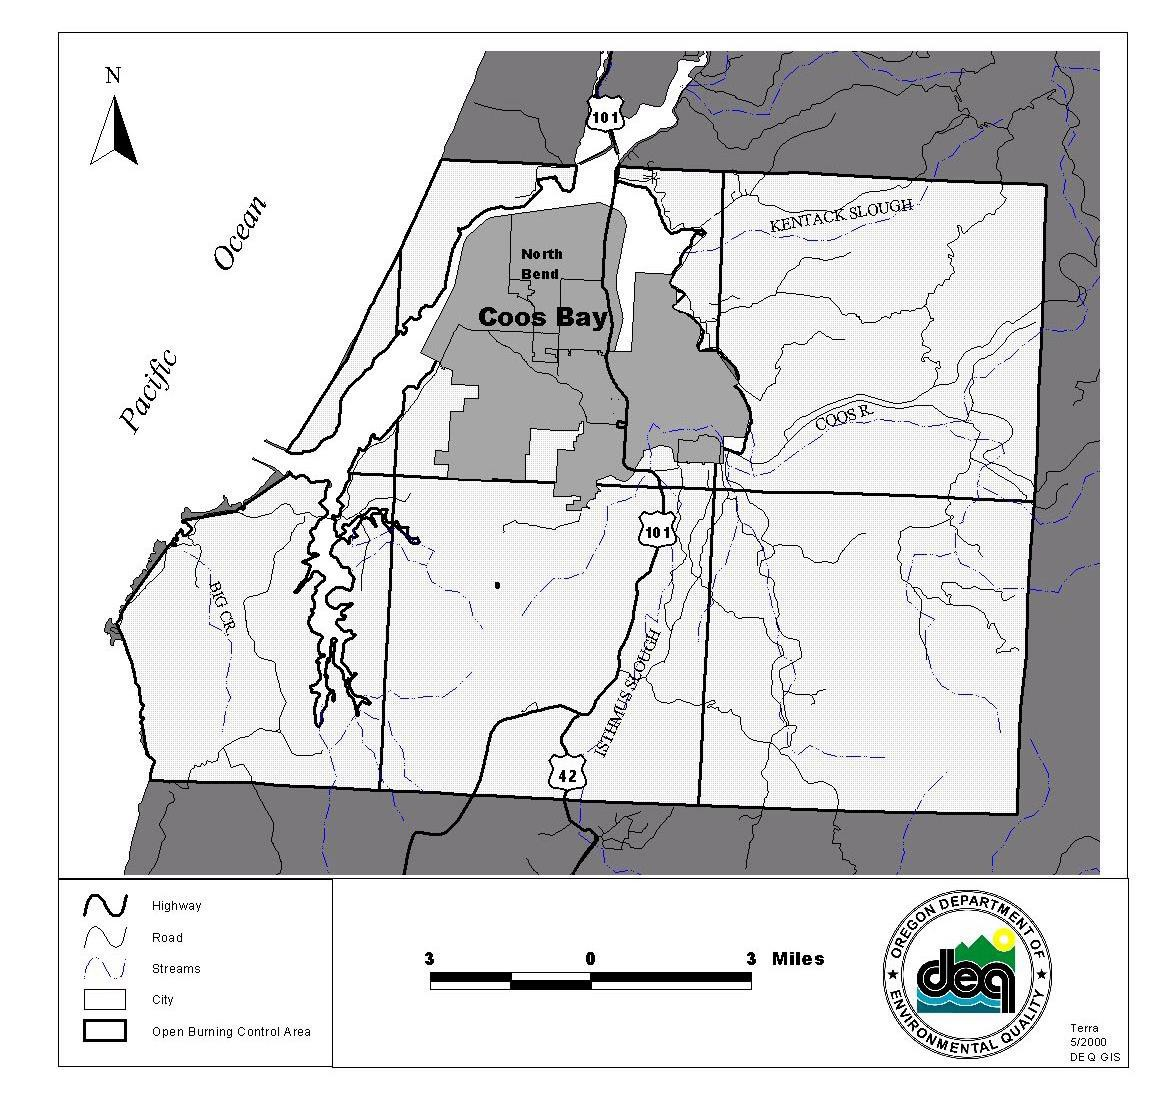 N
101
Ocean
Pacific
KENTACK SLOUGH
North
Bend
Coos Bay
COOS R.
101
BIG CR.
ISTHMUS SLOUGH
42
Highway
Road
Streams
City
Open Burning Control Area
3 0 3 Miles
OREGON DEPARTMENT OF
deq
ENVIRONMENTAL QUALITY
Terra
5/2000
DEQ GIS